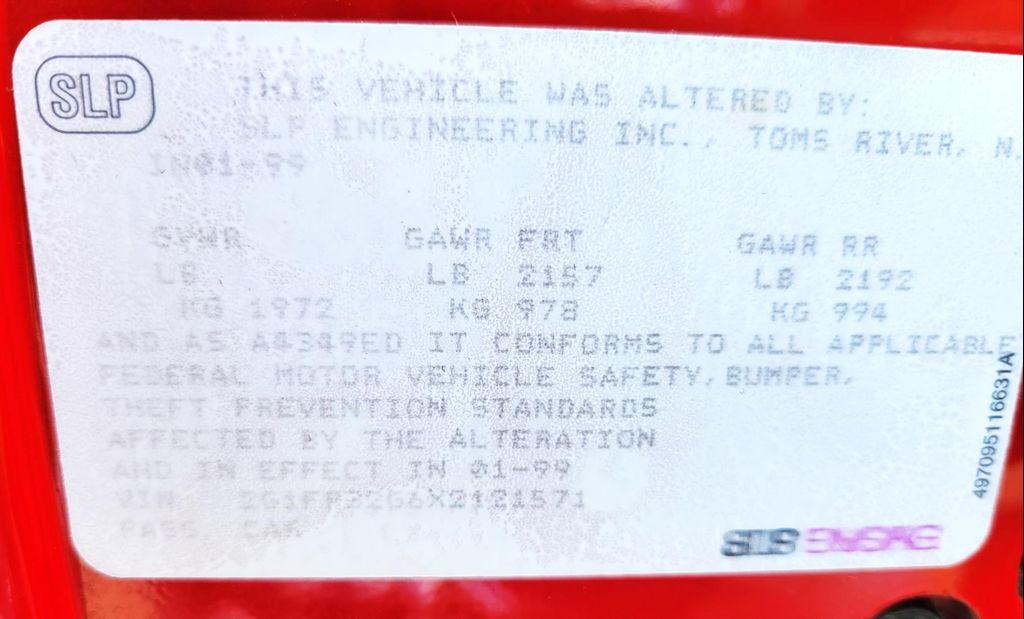 SLP
THIS VEHICLE WAS ALTERED BY:
SLP ENGINEERING INC., TOMS RIVER, N.
IN01-99
GVWR GAWR FRT GAWR RR
LB LB 2157 LB 2192
KG 1972 KG 978 KG 994
AND AS A4349ED IT CONFORMS TO ALL APPLICABLE
FEDERAL MOTOR VEHICLE SAFETY, BUMPER,
THEFT PREVENTION STANDARDS
AFFECTED BY THE ALTERATION
AND IN EFFECT IN 01-99
VIN 2G1FP22G6X2121571
PASS CAR
497095116631A